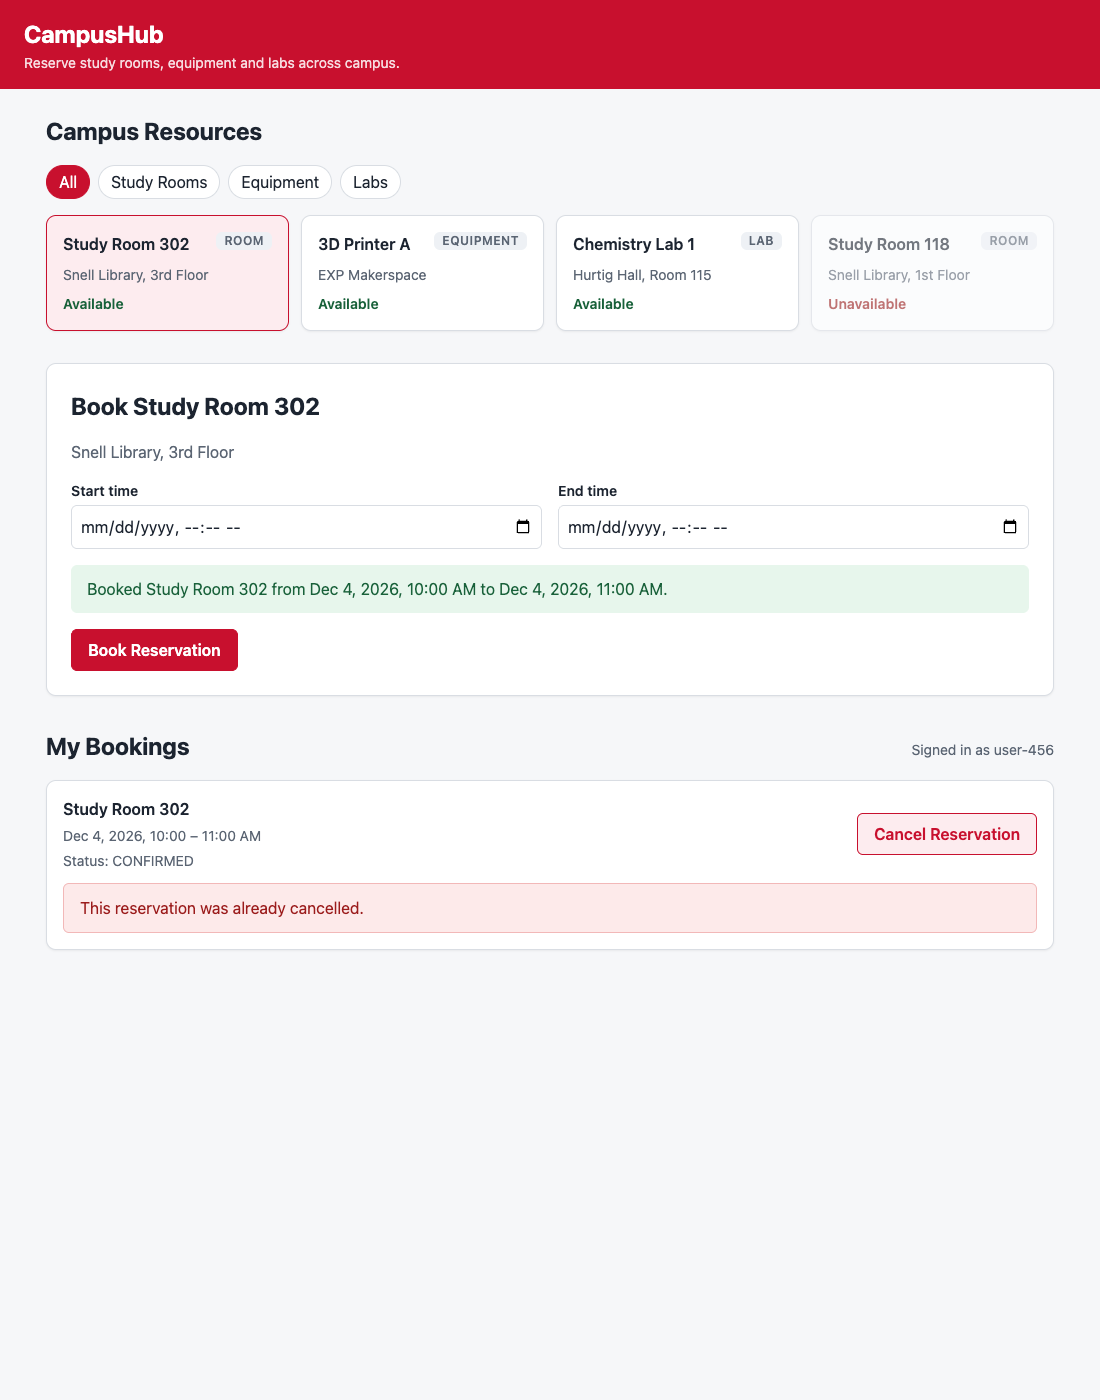 CampusHub
Reserve study rooms, equipment and labs across campus.
Campus Resources
All
Study Rooms
Equipment
Labs
Study Room 302
ROOM
Snell Library, 3rd Floor
Available
3D Printer A
EQUIPMENT
EXP Makerspace
Available
Chemistry Lab 1
LAB
Hurtig Hall, Room 115
Available
Study Room 118
ROOM
Snell Library, 1st Floor
Unavailable
Book Study Room 302
Snell Library, 3rd Floor
Start time
mm/dd/yyyy, --:-- --
End time
mm/dd/yyyy, --:-- --
Booked Study Room 302 from Dec 4, 2026, 10:00 AM to Dec 4, 2026, 11:00 AM.
Book Reservation
My Bookings
Signed in as user-456
Study Room 302
Dec 4, 2026, 10:00 – 11:00 AM
Status: CONFIRMED
Cancel Reservation
This reservation was already cancelled.